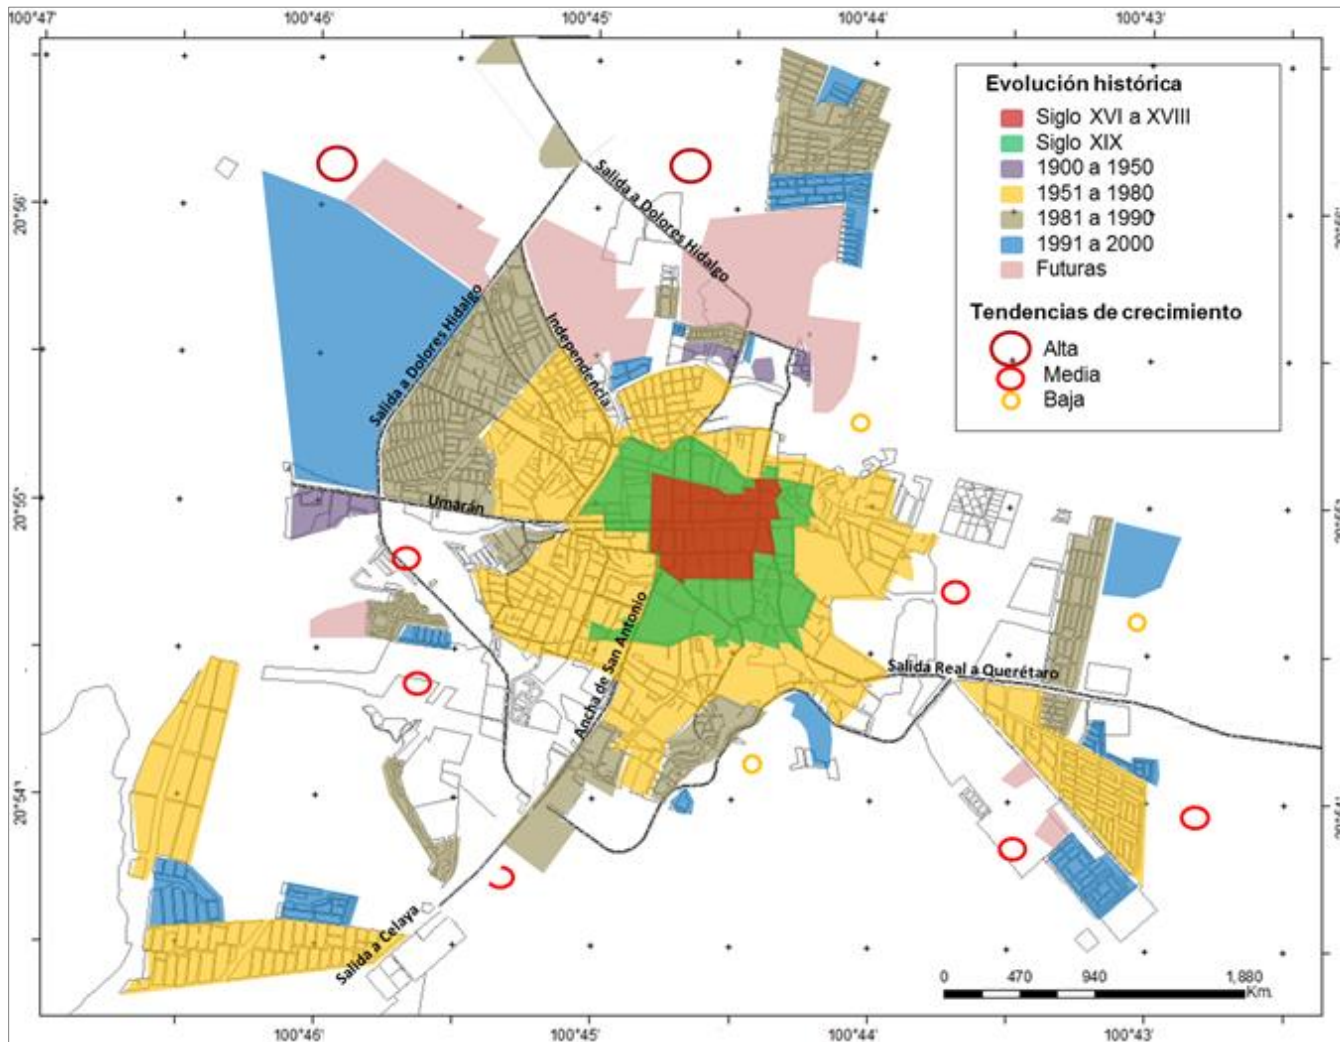 100°47' 100°46' 100°45' 100°44' 100°43'
Evolución histórica
Siglo XVI a XVIII
Siglo XIX
1900 a 1950
1951 a 1980
1981 a 1990
1991 a 2000
Futuras
Tendencias de crecimiento
Alta
Media
Baja
Salida a Dolores Hidalgo
20°56'
Salida a Dolores Hidalgo
Independencia
20°55'
Umarán
Ancha de San Antonio
Salida Real a Querétaro
20°54'
Salida a Celaya
0 470 940 1,880
Km.
100°46' 100°45' 100°44' 100°43'